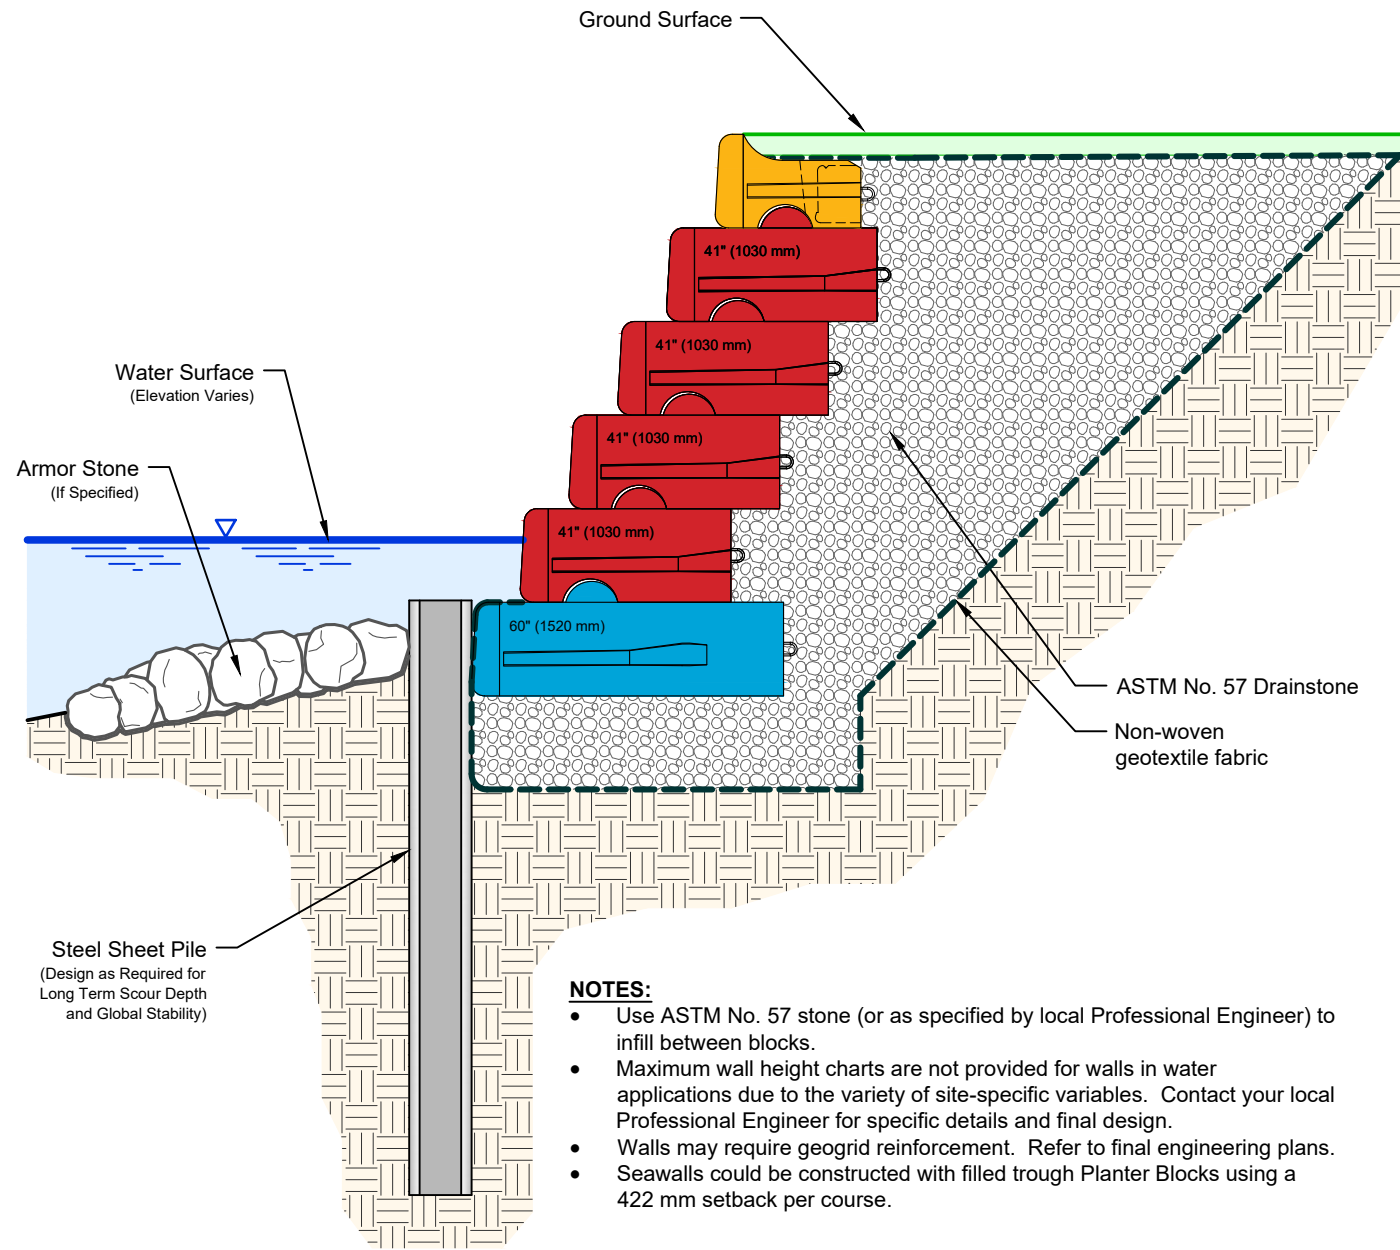 Ground Surface
41" (1030 mm)
41" (1030 mm)
Water Surface
(Elevation Varies)
41" (1030 mm)
Armor Stone
(If Specified)
41" (1030 mm)
60" (1520 mm)
ASTM No. 57 Drainstone
Non-woven
geotextile fabric
Steel Sheet Pile
(Design as Required for
Long Term Scour Depth
and Global Stability)
NOTES:
• Use ASTM No. 57 stone (or as specified by local Professional Engineer) to
infill between blocks.
• Maximum wall height charts are not provided for walls in water
applications due to the variety of site-specific variables. Contact your local
Professional Engineer for specific details and final design.
• Walls may require geogrid reinforcement. Refer to final engineering plans.
• Seawalls could be constructed with filled trough Planter Blocks using a
422 mm setback per course.